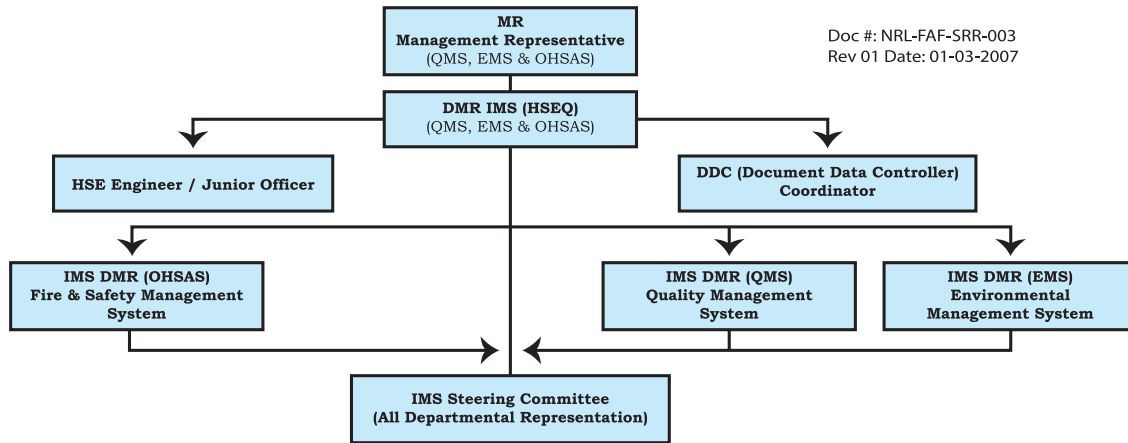 MR
Management Representative
(QMS, EMS & OHSAS)
Doc #: NRL-FAF-SRR-003
Rev 01 Date: 01-03-2007
DMR IMS (HSEQ)
(QMS, EMS & OHSAS)
HSE Engineer / Junior Officer
DDC (Document Data Controller)
Coordinator
IMS DMR (OHSAS)
Fire & Safety Management
System
IMS DMR (QMS)
Quality Management
System
IMS DMR (EMS)
Environmental
Management System
IMS Steering Committee
(All Departmental Representation)